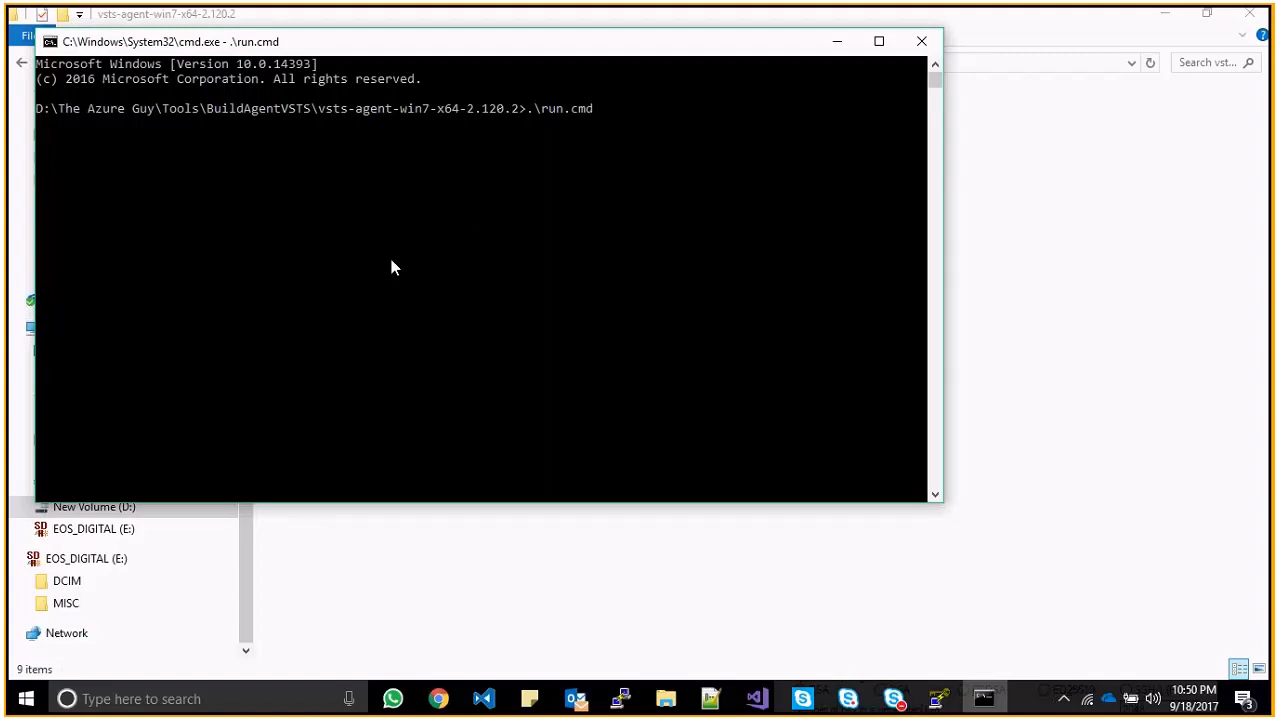 vsts-agent-win7-x64-2.120.2
C:\Windows\System32\cmd.exe - .\run.cmd
Microsoft Windows [Version 10.0.14393]
(c) 2016 Microsoft Corporation. All rights reserved.
D:\The Azure Guy\Tools\BuildAgentVSTS\vsts-agent-win7-x64-2.120.2>.\run.cmd
Search vst...
New Volume (D:)
EOS_DIGITAL (E:)
EOS_DIGITAL (E:)
DCIM
MISC
Network
9 items
Type here to search
10:50 PM
9/18/2017
3